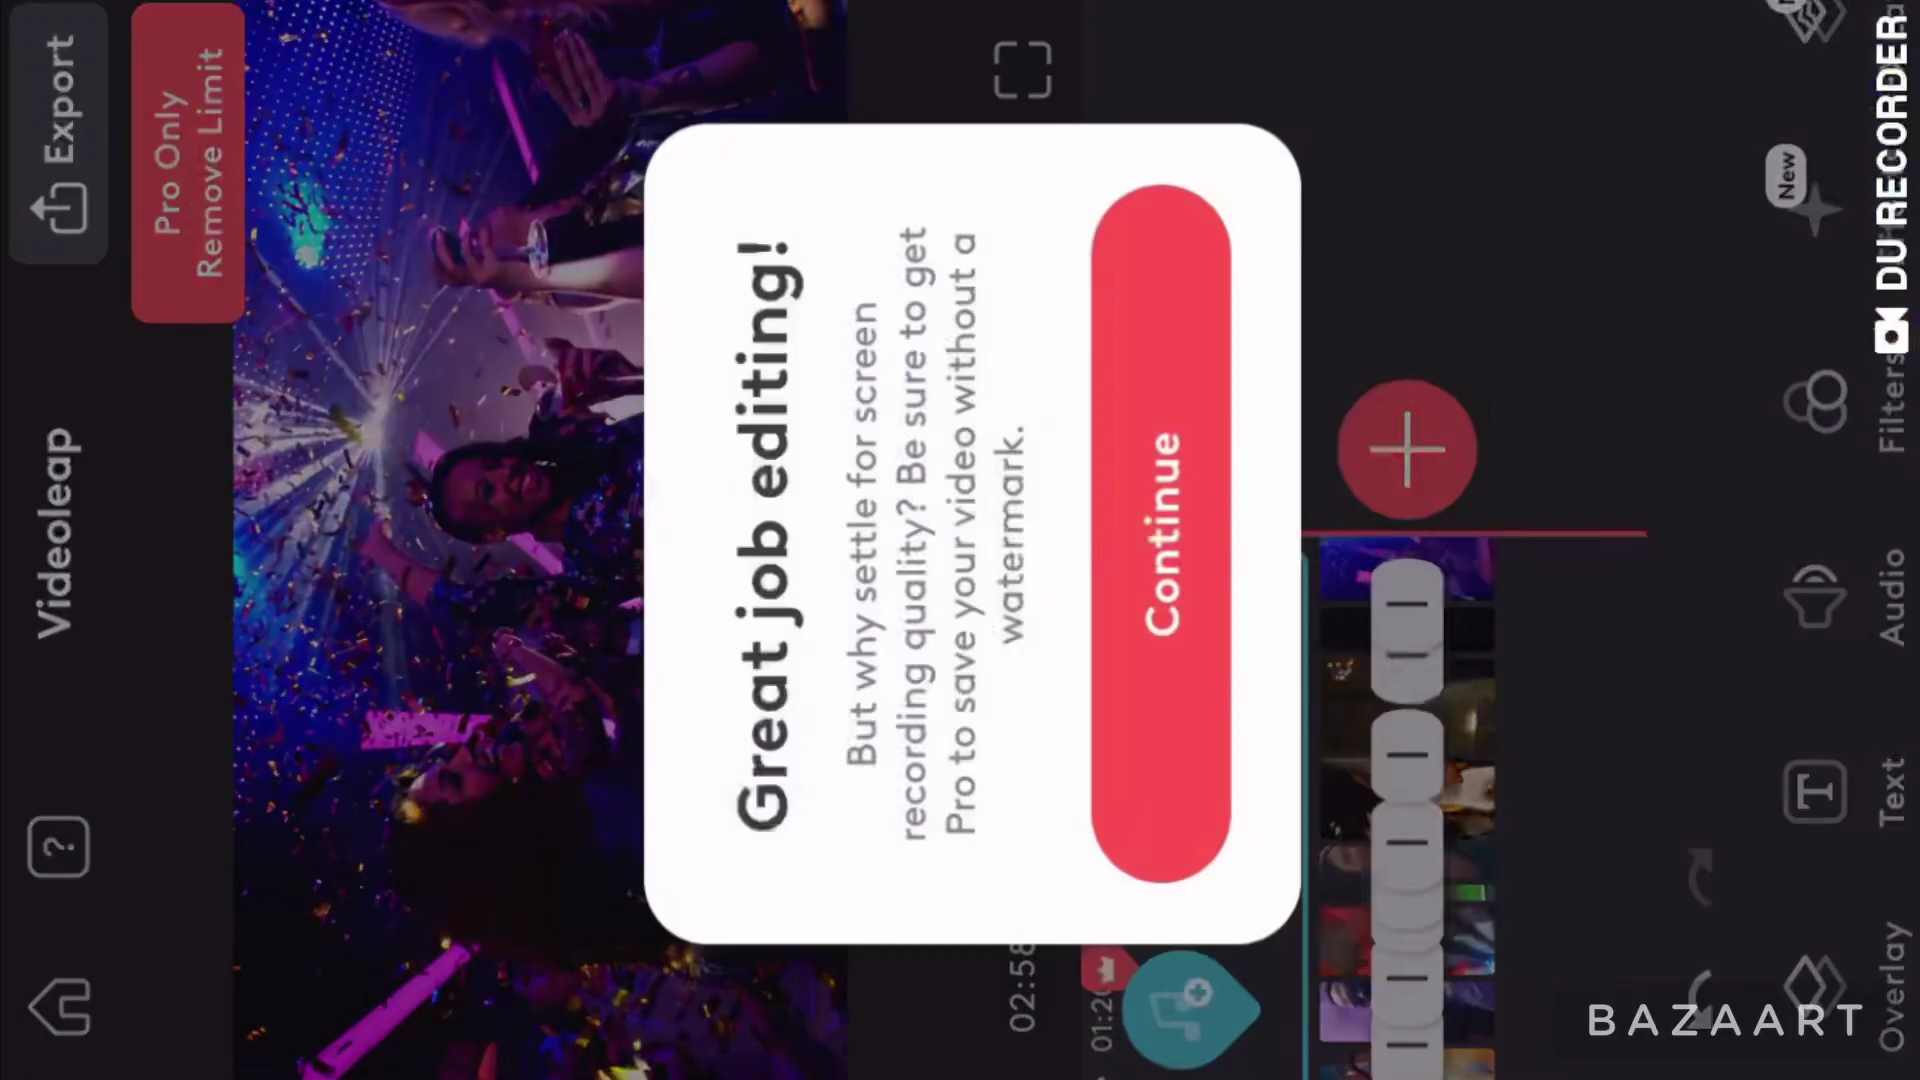 Videoleap
Export
?
Pro Only
Remove Limit
Great job editing!
But why settle for screen
recording quality? Be sure to get
Pro to save your video without a
watermark.
Continue
02:58
01:2
New
Overlay
Text
Audio
Filters
DU RECORDER
BAZAART